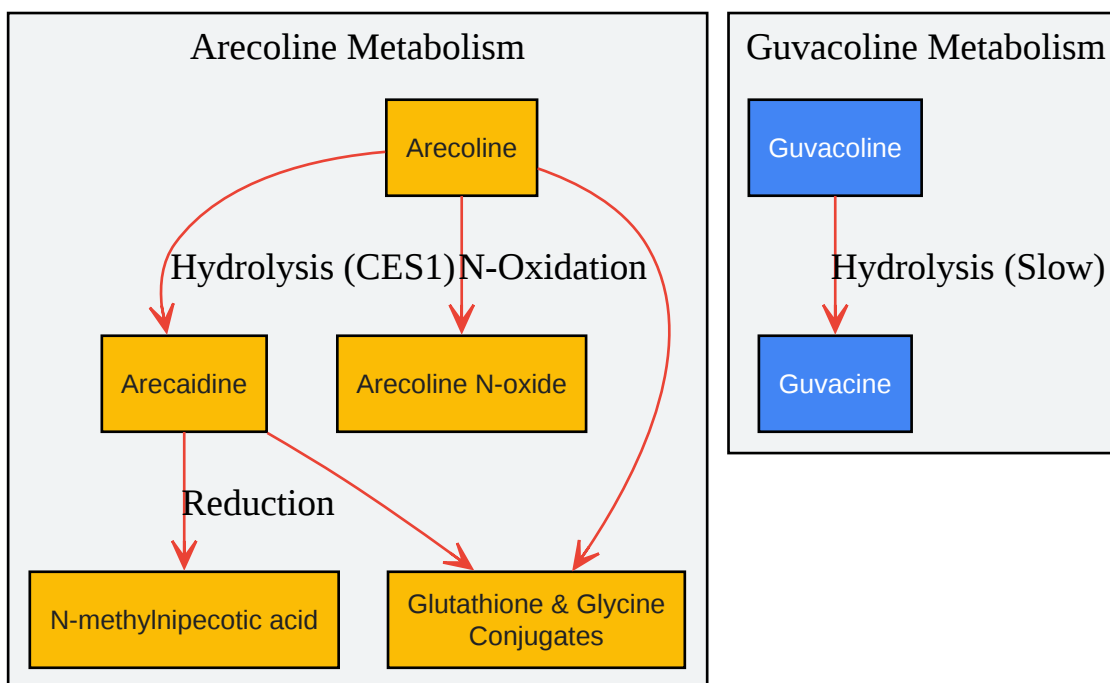 Arecoline Metabolism
Arecoline
Hydrolysis (CES1)
N-Oxidation
Arecaidine
Arecoline N-oxide
Reduction
N-methylnipecotic acid
Glutathione & Glycine
Conjugates
Guvacoline Metabolism
Guvacoline
Hydrolysis (Slow)
Guvacine